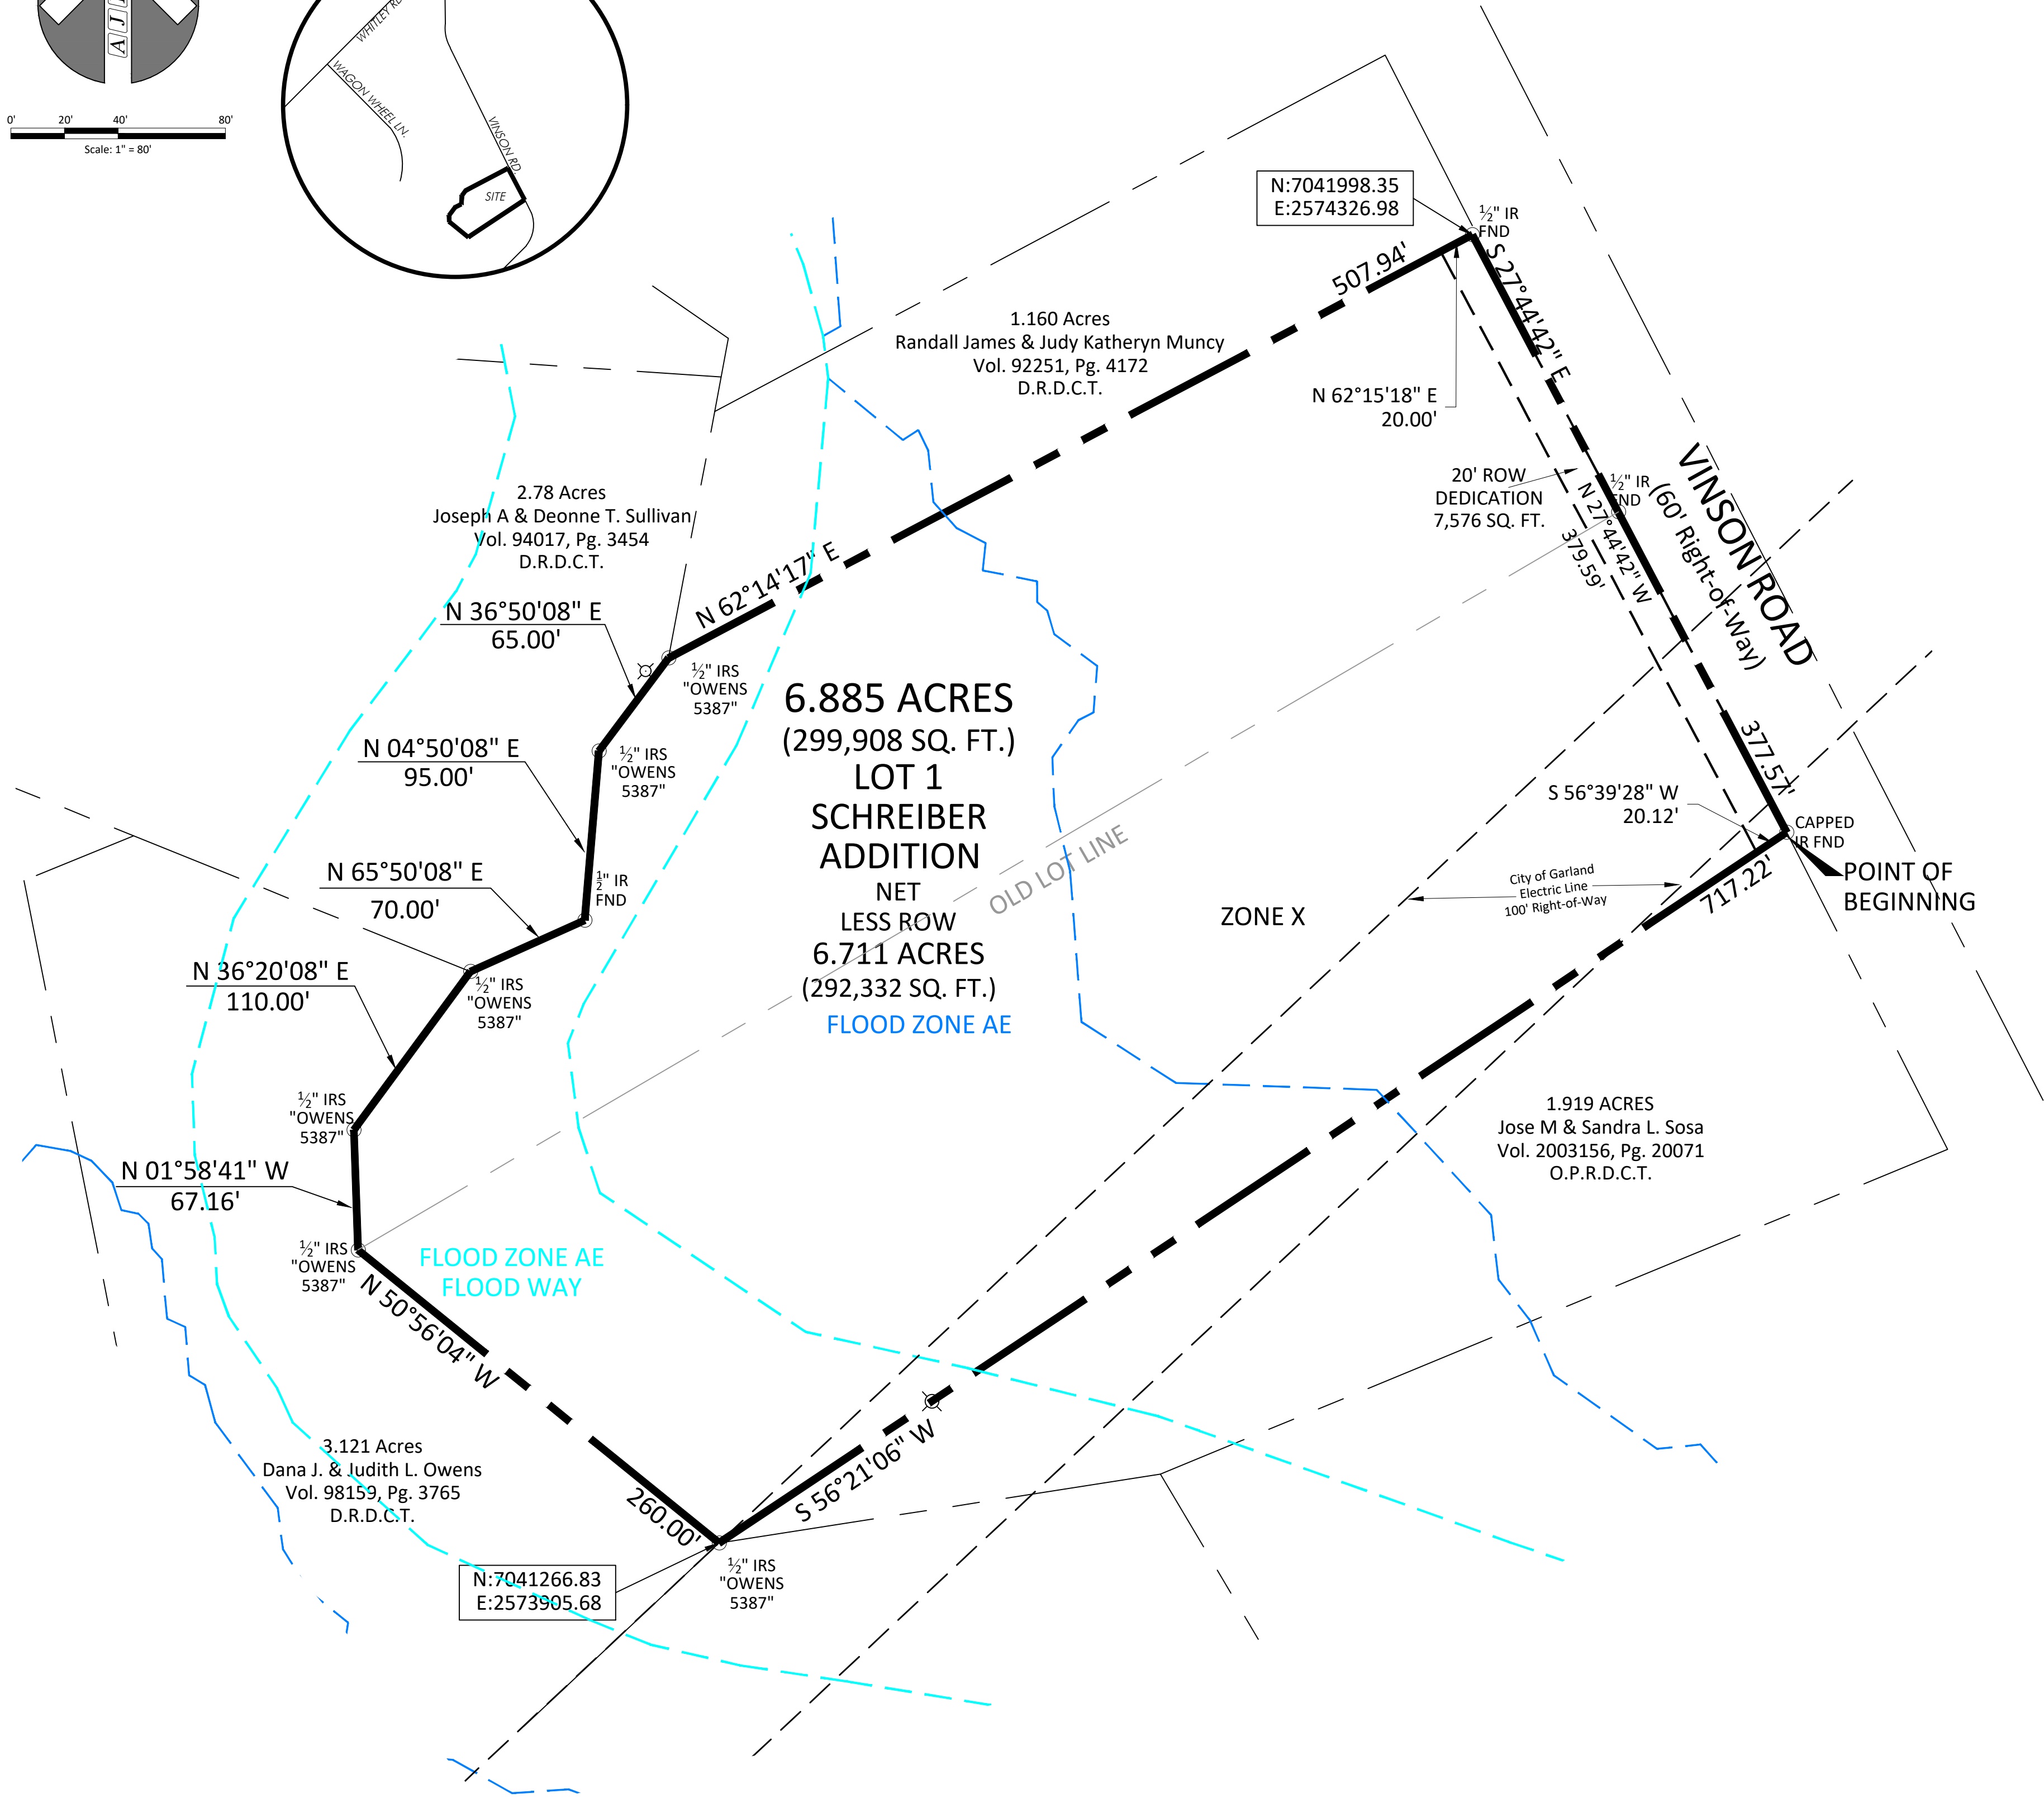 A J
0' 20' 40' 80'
Scale: 1" = 80'
WHITLEY RD
WAGON WHEEL LN.
VINSON RD
SITE
N:7041998.35
E:2574326.98
½" IR
FND
507.94'
S 27°44'42" E
1.160 Acres
Randall James & Judy Katheryn Muncy
Vol. 92251, Pg. 4172
D.R.D.C.T.
N 62°15'18" E
20.00'
20' ROW
DEDICATION
7,576 SQ. FT.
½" IR
FND
N 27°44'42" W
379.59'
VINSON ROAD
(60' Right-of-Way)
2.78 Acres
Joseph A & Deonne T. Sullivan
Vol. 94017, Pg. 3454
D.R.D.C.T.
N 62°14'17" E
N 36°50'08" E
65.00'
½" IRS
"OWENS
5387"
N 04°50'08" E
95.00'
½" IRS
"OWENS
5387"
6.885 ACRES
(299,908 SQ. FT.)
LOT 1
SCHREIBER
ADDITION
NET
LESS ROW
6.711 ACRES
(292,332 SQ. FT.)
FLOOD ZONE AE
OLD LOT LINE
377.57'
S 56°39'28" W
20.12'
CAPPED
IR FND
POINT OF
BEGINNING
717.22'
City of Garland
Electric Line
100' Right-of-Way
ZONE X
N 65°50'08" E
70.00'
½" IR
FND
N 36°20'08" E
110.00'
½" IRS
"OWENS
5387"
½" IRS
"OWENS
5387"
1.919 ACRES
Jose M & Sandra L. Sosa
Vol. 2003156, Pg. 20071
O.P.R.D.C.T.
N 01°58'41" W
67.16'
½" IRS
"OWENS
5387"
FLOOD ZONE AE
FLOOD WAY
N 50°56'04" W
260.00'
S 56°21'06" W
3.121 Acres
Dana J. & Judith L. Owens
Vol. 98159, Pg. 3765
D.R.D.C.T.
N:7041266.83
E:2573905.68
½" IRS
"OWENS
5387"